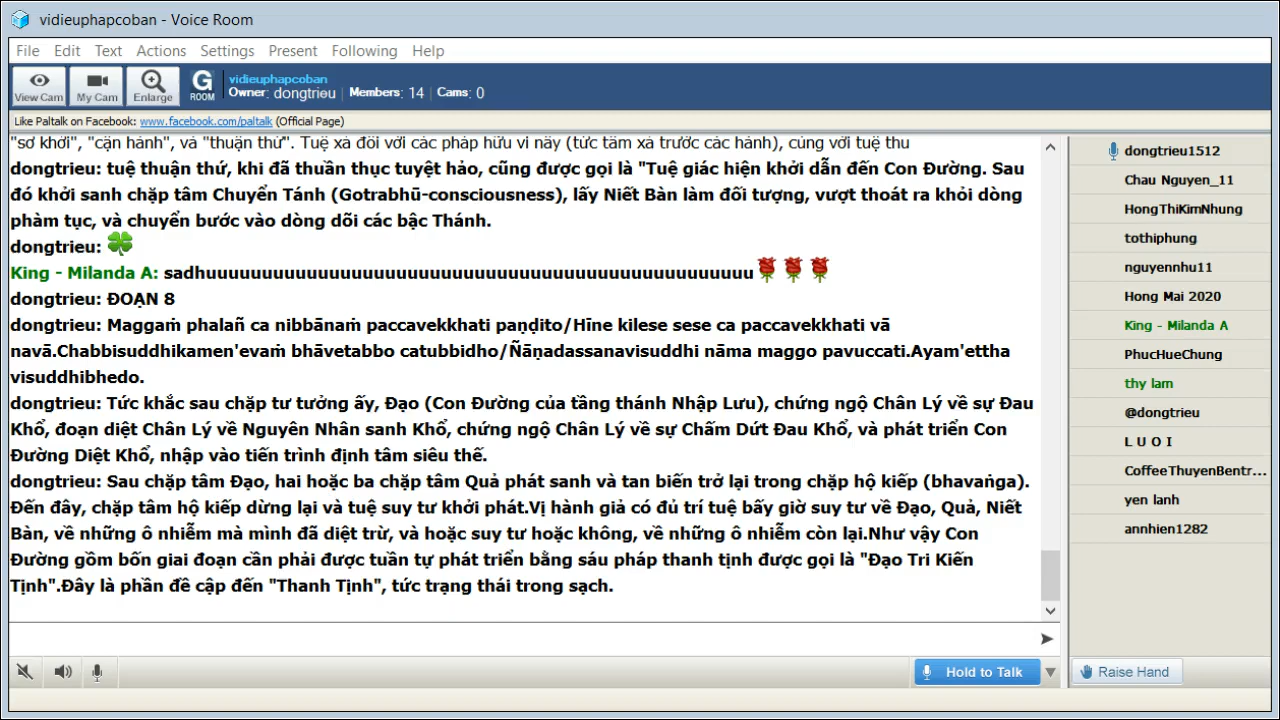 vidieuphapcoban - Voice Room
File Edit Text Actions Settings Present Following Help
View Cam My Cam Enlarge G ROOM
vidieuphapcoban
Owner: dongtrieu | Members: 14 | Cams: 0
Like Paltalk on Facebook: www.facebook.com/paltalk (Official Page)
"sơ khởi", "cận hành", và "thuận thứ". Tuệ xả đối với các pháp hữu vi này (tức tâm xả trước các hành), cùng với tuệ thu
dongtrieu: tuệ thuận thứ, khi đã thuần thục tuyệt hảo, cũng được gọi là "Tuệ giác hiện khởi dẫn đến Con Đường. Sau
đó khởi sanh chặp tâm Chuyển Tánh (Gotrabhū-consciousness), lấy Niết Bàn làm đối tượng, vượt thoát ra khỏi dòng
phàm tục, và chuyển bước vào dòng dõi các bậc Thánh.
dongtrieu:
King - Milanda A: sadhuuuuuuuuuuuuuuuuuuuuuuuuuuuuuuuuuuuuuuuuuuuuuuuuu
dongtrieu: ĐOẠN 8
dongtrieu: Maggaṁ phalañ ca nibbānaṁ paccavekkhati paṇḍito/Hīne kilese sese ca paccavekkhati vā
navā.Chabbisuddhikamen'evaṁ bhāvetabbo catubbidho/Ñāṇadassanavisuddhi nāma maggo pavuccati.Ayam'ettha
visuddhibhedo.
dongtrieu: Tức khắc sau chặp tư tưởng ấy, Đạo (Con Đường của tầng thánh Nhập Lưu), chứng ngộ Chân Lý về sự Đau
Khổ, đoạn diệt Chân Lý về Nguyên Nhân sanh Khổ, chứng ngộ Chân Lý về sự Chấm Dứt Đau Khổ, và phát triển Con
Đường Diệt Khổ, nhập vào tiến trình định tâm siêu thế.
dongtrieu: Sau chặp tâm Đạo, hai hoặc ba chặp tâm Quả phát sanh và tan biến trở lại trong chặp hộ kiếp (bhavaṅga).
Đến đây, chặp tâm hộ kiếp dừng lại và tuệ suy tư khởi phát.Vị hành giả có đủ trí tuệ bấy giờ suy tư về Đạo, Quả, Niết
Bàn, về những ô nhiễm mà mình đã diệt trừ, và hoặc suy tư hoặc không, về những ô nhiễm còn lại.Như vậy Con
Đường gồm bốn giai đoạn cần phải được tuần tự phát triển bằng sáu pháp thanh tịnh được gọi là "Đạo Tri Kiến
Tịnh".Đây là phần đề cập đến "Thanh Tịnh", tức trạng thái trong sạch.
dongtrieu1512
Chau Nguyen_11
HongThiKimNhung
tothiphung
nguyennhu11
Hong Mai 2020
King - Milanda A
PhucHueChung
thy lam
@dongtrieu
L U O I
CoffeeThuyenBentr...
yen lanh
annhien1282
Hold to Talk
Raise Hand